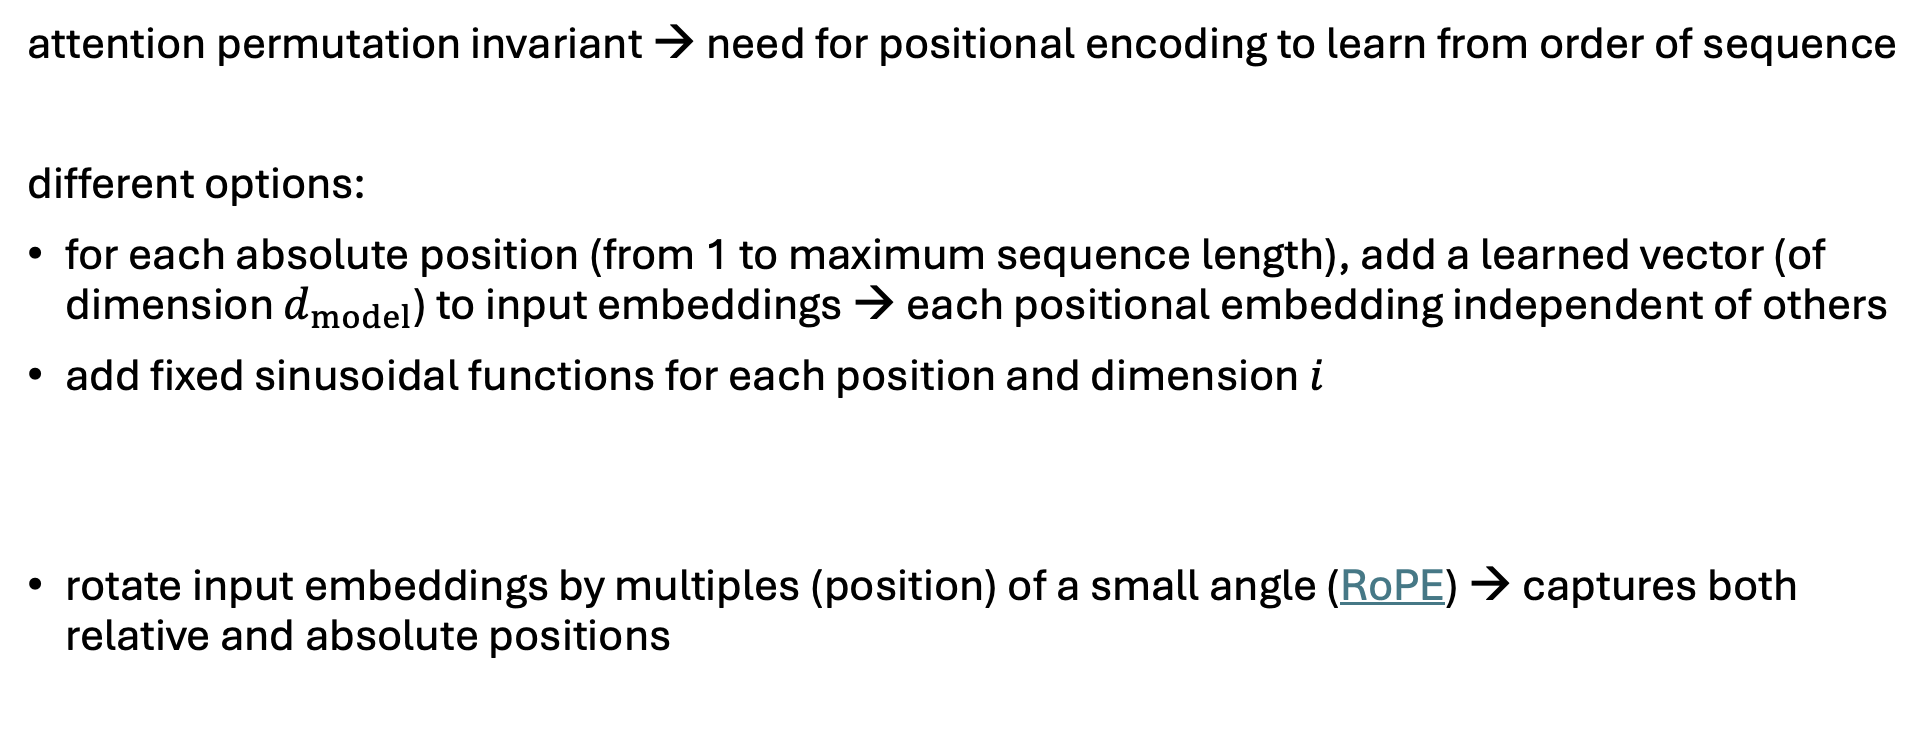 attention permutation invariant → need for positional encoding to learn from order of sequence
different options:
• for each absolute position (from 1 to maximum sequence length), add a learned vector (of
dimension d_model) to input embeddings → each positional embedding independent of others
• add fixed sinusoidal functions for each position and dimension i
• rotate input embeddings by multiples (position) of a small angle (RoPE) → captures both
relative and absolute positions